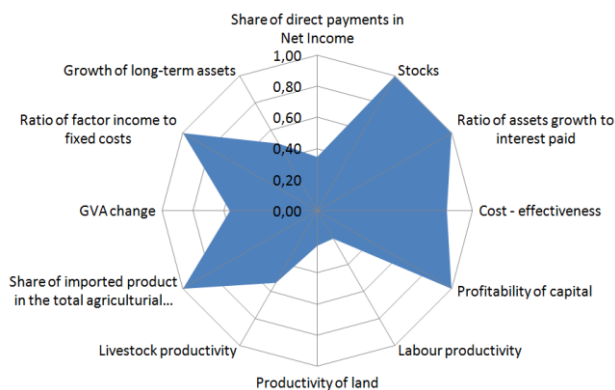 Share of direct payments in
Net Income
1,00
Growth of long-term assets
Stocks
0,80
Ratio of factor income to
fixed costs
0,60
Ratio of assets growth to
interest paid
0,40
0,20
GVA change
0,00
Cost - effectiveness
Share of imported product
in the total agriculturial...
Profitability of capital
Livestock productivity
Labour productivity
Productivity of land